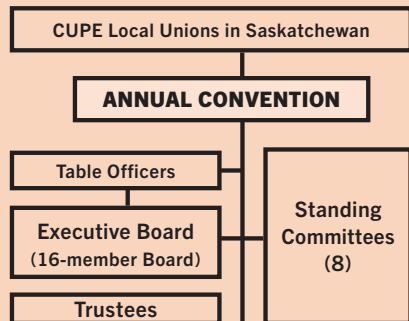 CUPE Local Unions in Saskatchewan
ANNUAL CONVENTION
Table Officers
Executive Board
(16-member Board)
Standing
Committees
(8)
Trustees